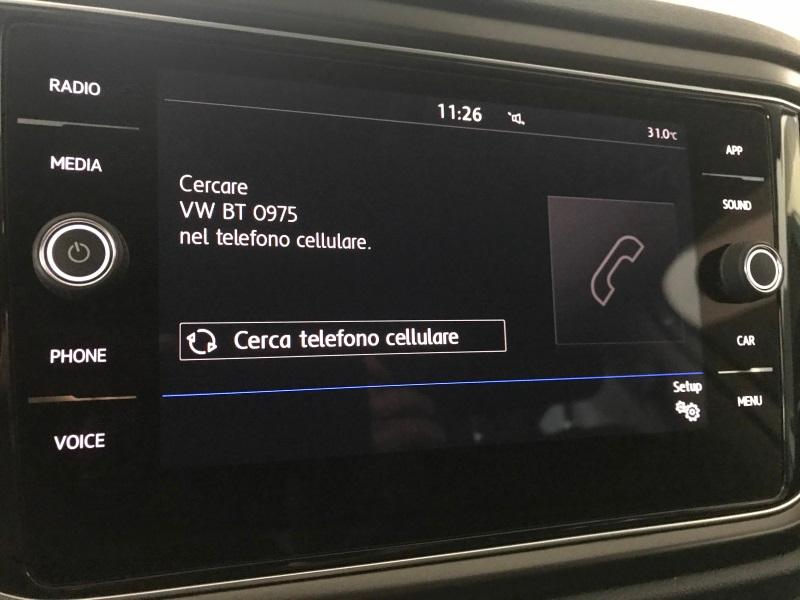 RADIO
MEDIA
PHONE
VOICE
11:26
31.0°C
Cercare
VW BT 0975
nel telefono cellulare.
Cerca telefono cellulare
Setup
APP
SOUND
CAR
MENU